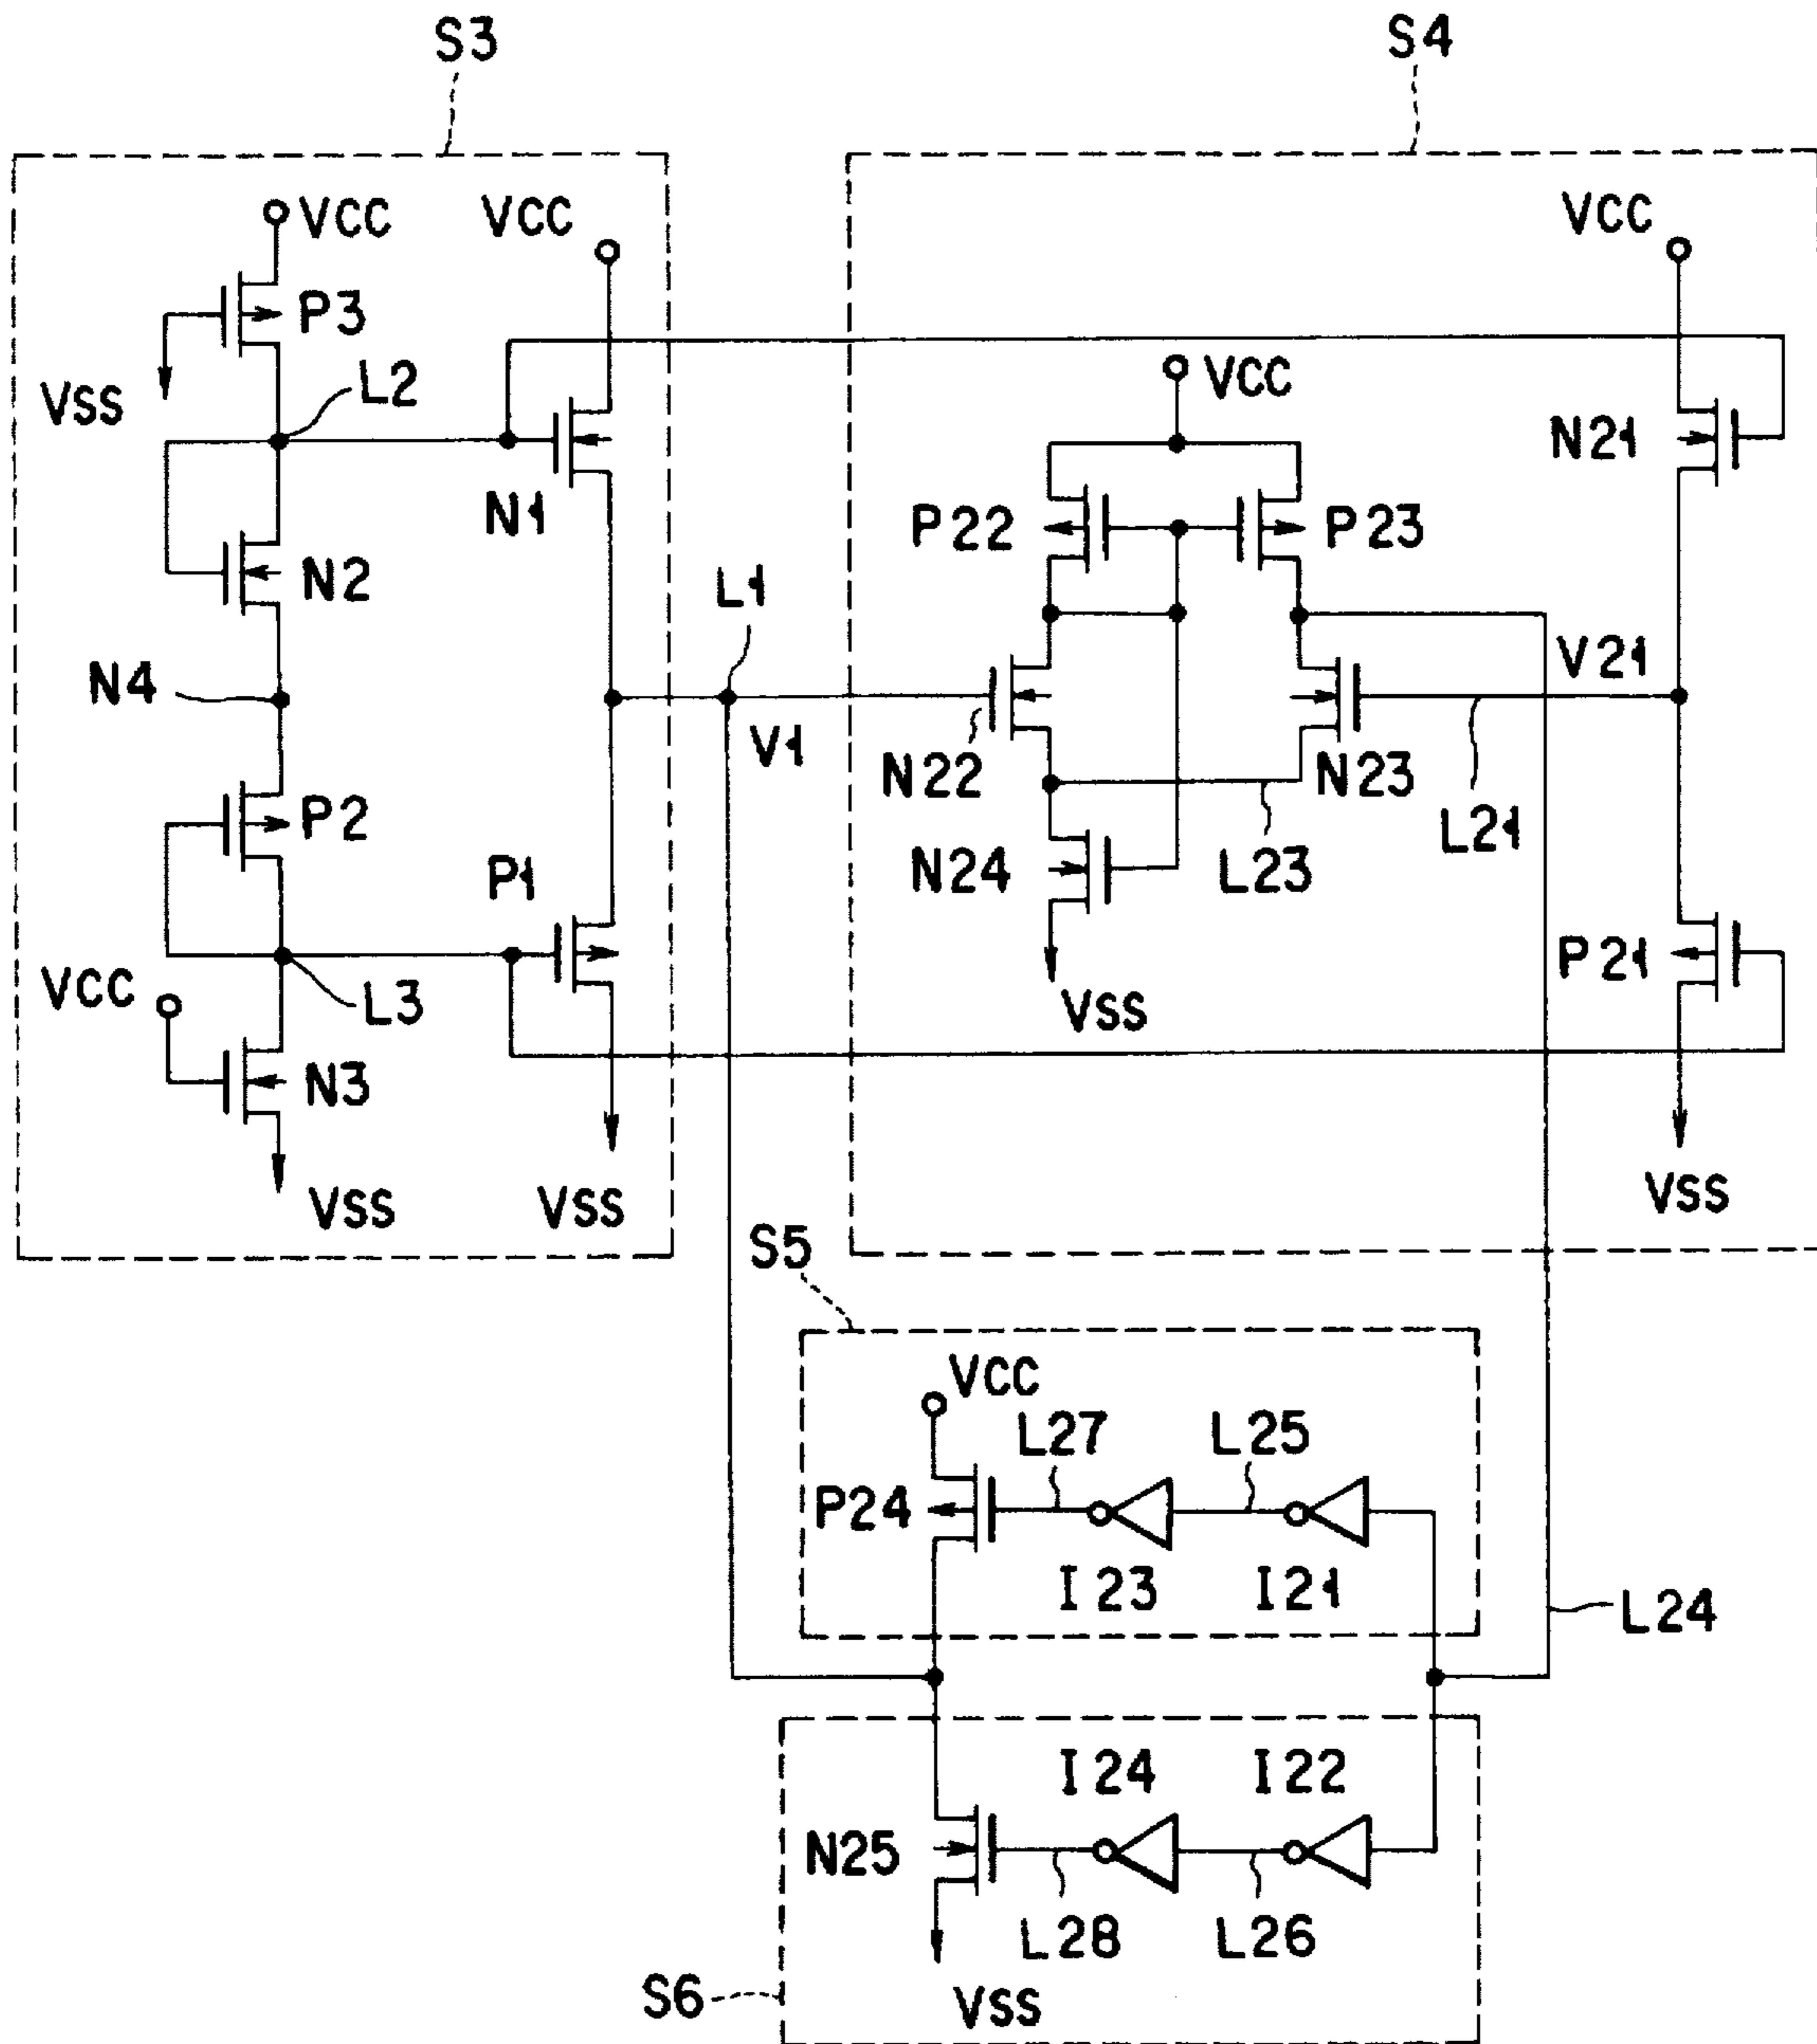 S3
S4
VCC
VCC
VCC
P3
VSS
L2
VCC
N21
N1
P22
P23
N2
L1
N4
V1
V21
N22
N23
P2
L21
P1
N24
L23
VCC
L3
P21
VSS
N3
VSS
VSS
VSS
S5
VCC
L27
L25
P24
I23
I21
L24
I24
I22
N25
L28
L26
S6
VSS